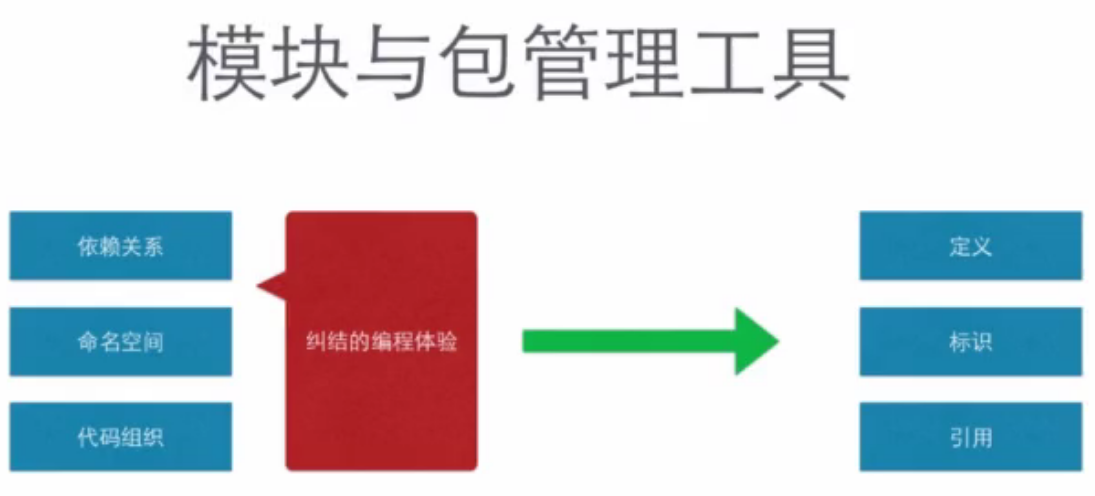 模块与包管理工具
依赖关系
命名空间
代码组织
纠结的编程体验
定义
标识
引用